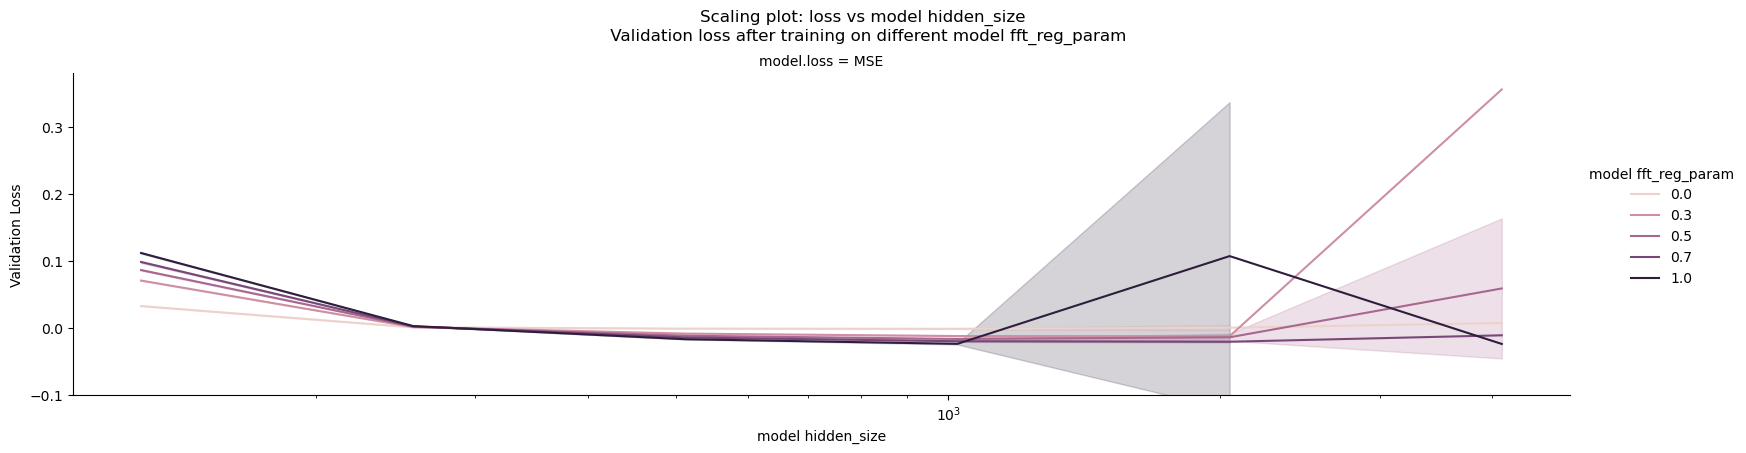 Scaling plot: loss vs model hidden_size
Validation loss after training on different model fft_reg_param
model.loss = MSE
Validation Loss
0.3
0.2
0.1
0.0
−0.1
10³
model hidden_size
model fft_reg_param
0.0
0.3
0.5
0.7
1.0